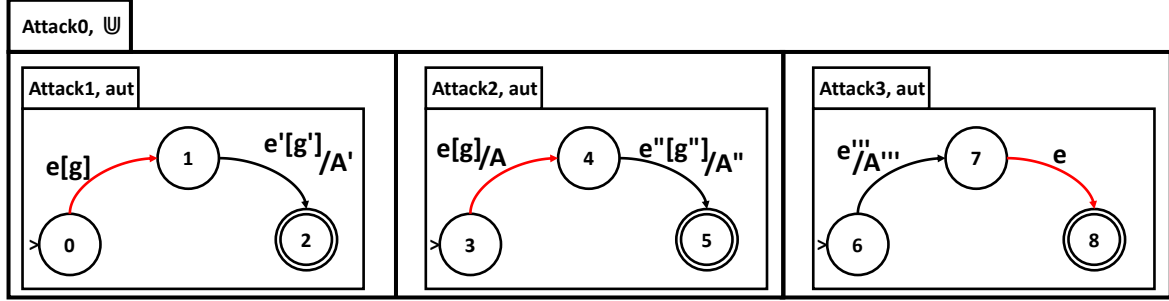 Attack0, ⋓
Attack1, aut
e[g]
1
e'[g']/A'
>
0
2
Attack2, aut
e[g]/A
4
e"[g"]/A"
>
3
5
Attack3, aut
e'''/A'''
7
e
>
6
8